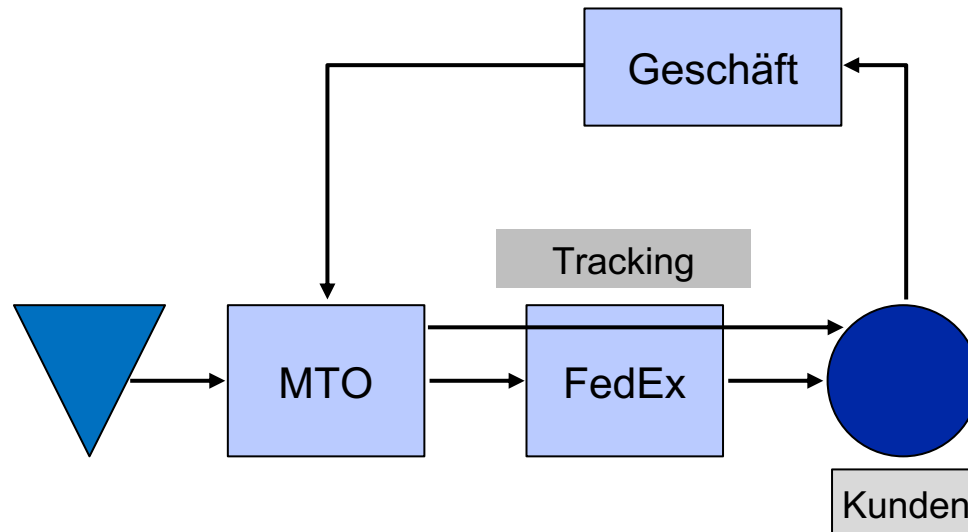 Geschäft
Tracking
MTO
FedEx
Kunden